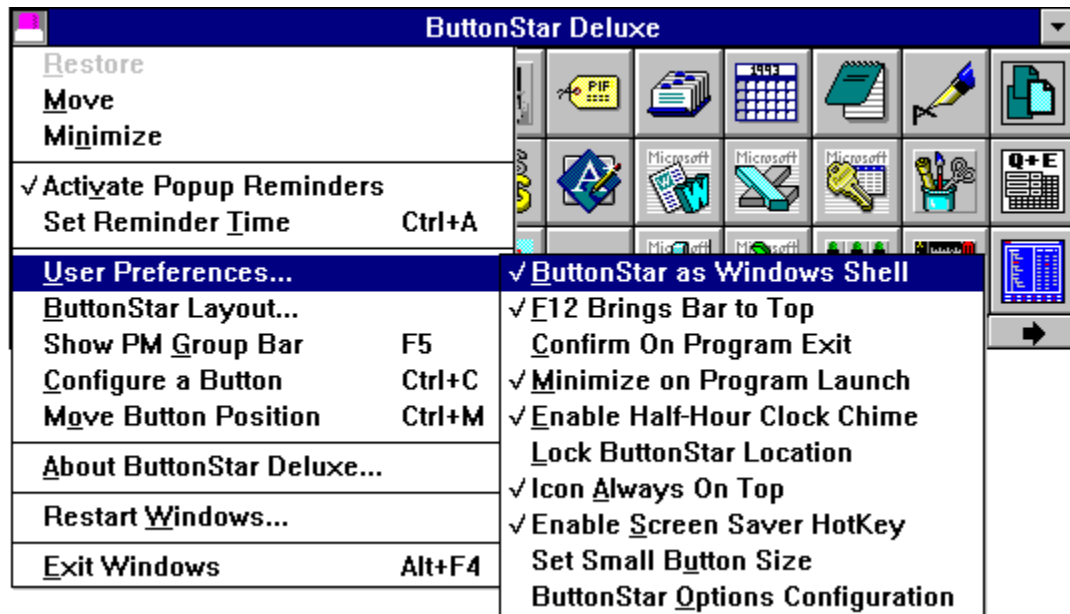 ButtonStar Deluxe
Restore
Move
Minimize
✓Activate Popup Reminders
Set Reminder Time Ctrl+A
User Preferences...
ButtonStar Layout...
Show PM Group Bar F5
Configure a Button Ctrl+C
Move Button Position Ctrl+M
About ButtonStar Deluxe...
Restart Windows...
Exit Windows Alt+F4
PIF
1993
Microsoft Microsoft Microsoft
W
Q+E
✓ButtonStar as Windows Shell
✓F12 Brings Bar to Top
Confirm On Program Exit
✓Minimize on Program Launch
✓Enable Half-Hour Clock Chime
Lock ButtonStar Location
✓Icon Always On Top
✓Enable Screen Saver HotKey
Set Small Button Size
ButtonStar Options Configuration